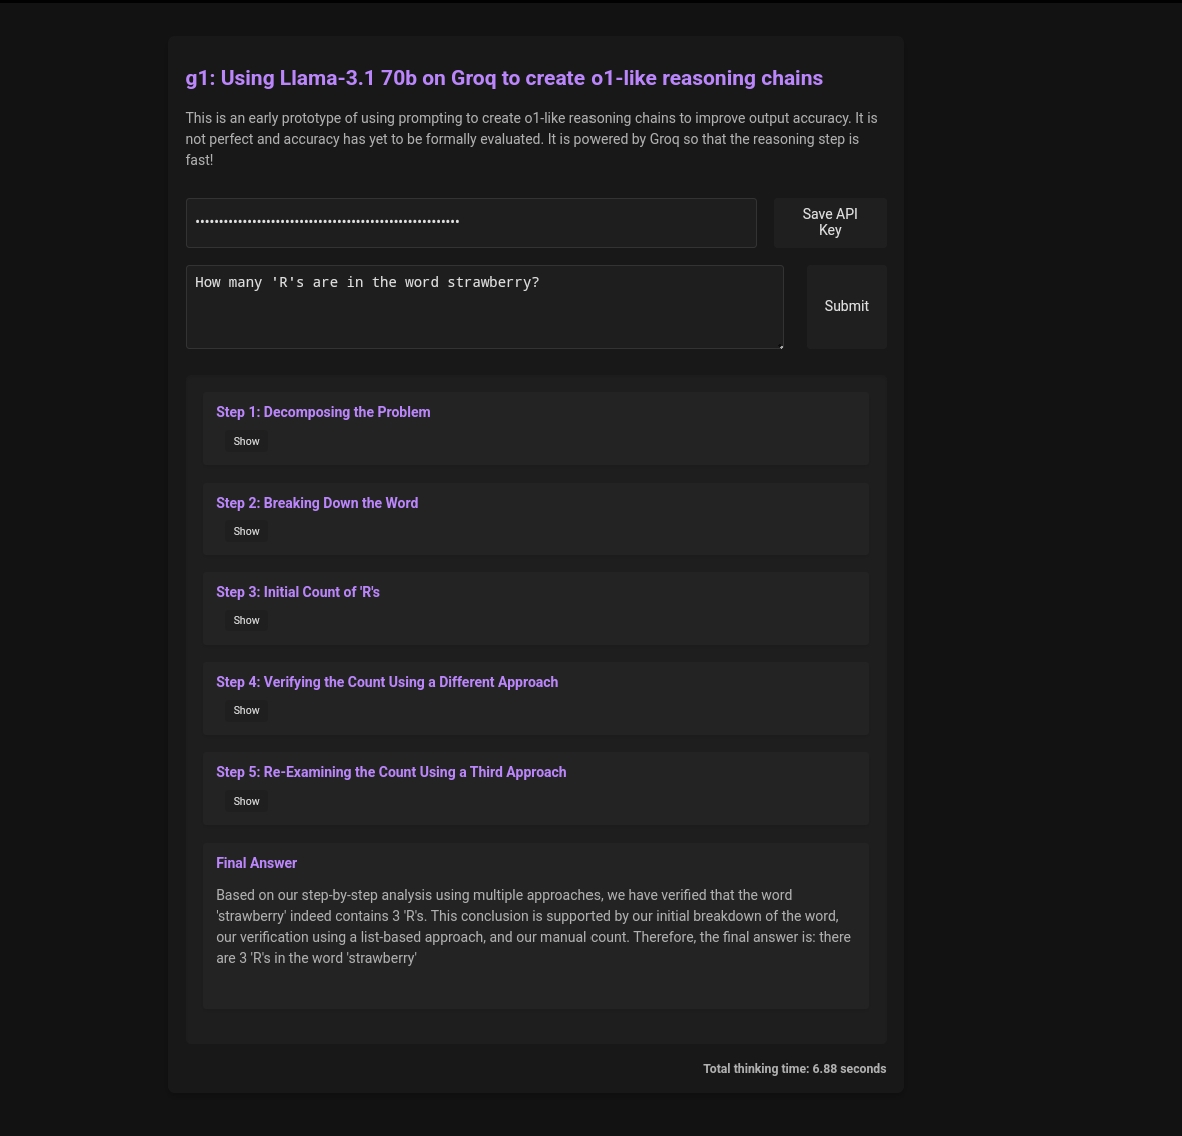 g1: Using Llama-3.1 70b on Groq to create o1-like reasoning chains
This is an early prototype of using prompting to create o1-like reasoning chains to improve output accuracy. It is
not perfect and accuracy has yet to be formally evaluated. It is powered by Groq so that the reasoning step is
fast!
••••••••••••••••••••••••••••••••••••••••••••••••••••••••
Save API
Key
How many 'R's are in the word strawberry?
Submit
Step 1: Decomposing the Problem
Show
Step 2: Breaking Down the Word
Show
Step 3: Initial Count of 'R's
Show
Step 4: Verifying the Count Using a Different Approach
Show
Step 5: Re-Examining the Count Using a Third Approach
Show
Final Answer
Based on our step-by-step analysis using multiple approaches, we have verified that the word
'strawberry' indeed contains 3 'R's. This conclusion is supported by our initial breakdown of the word,
our verification using a list-based approach, and our manual count. Therefore, the final answer is: there
are 3 'R's in the word 'strawberry'
Total thinking time: 6.88 seconds